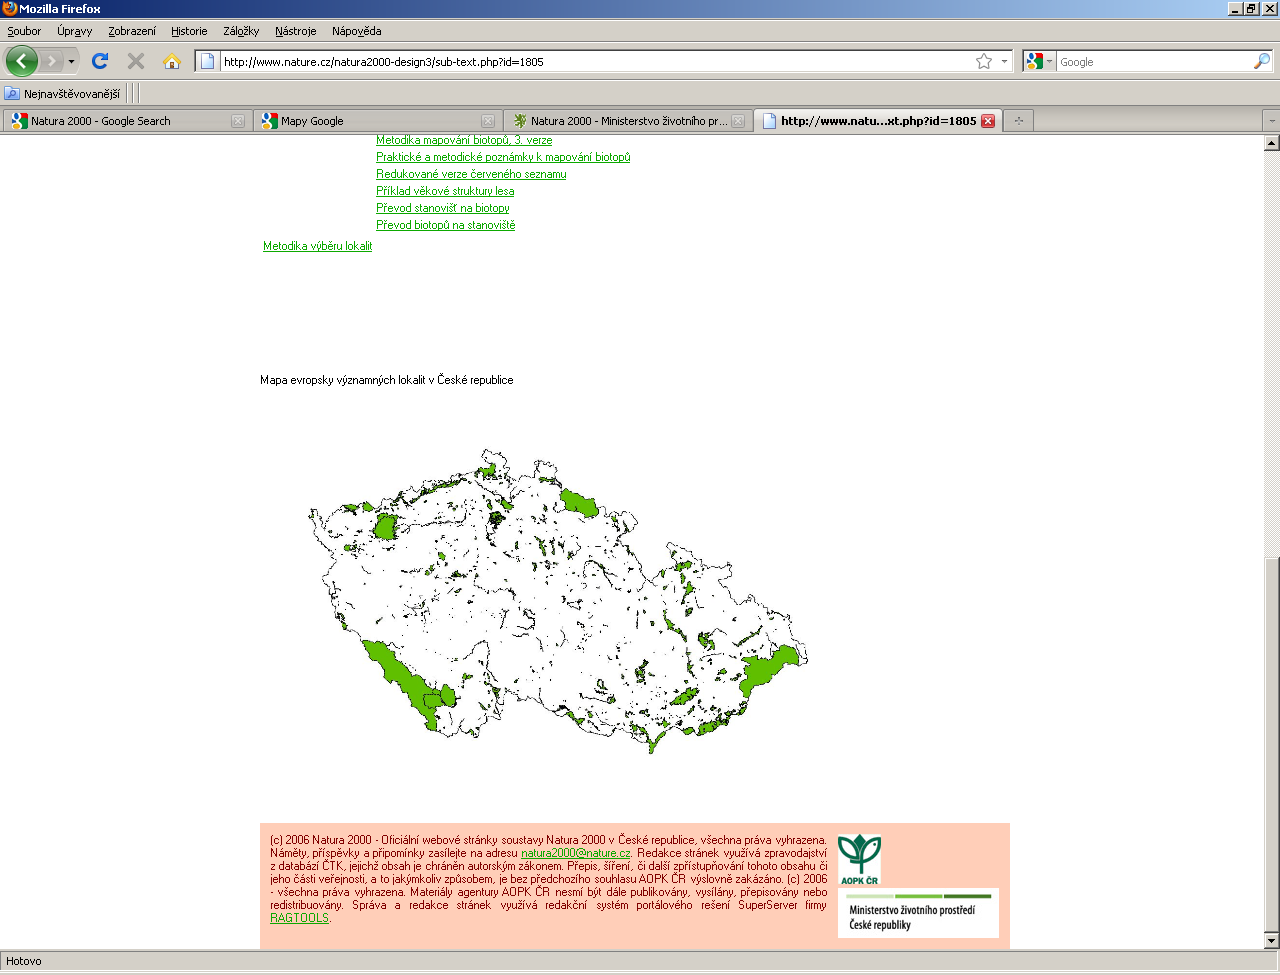 Mozilla Firefox
Soubor Úpravy Zobrazení Historie Záložky Nástroje Nápověda
http://www.nature.cz/natura2000-design3/sub-text.php?id=1805
Google
Nejnavštěvovanější
Natura 2000 - Google Search
Mapy Google
Natura 2000 - Ministerstvo životního pr...
http://www.natu...xt.php?id=1805
Metodika mapování biotopů, 3. verze
Praktické a metodické poznámky k mapování biotopů
Redukované verze červeného seznamu
Příklad věkové struktury lesa
Převod stanovišť na biotopy
Převod biotopů na stanoviště
Metodika výběru lokalit
Mapa evropsky významných lokalit v České republice
(c) 2006 Natura 2000 - Oficiální webové stránky soustavy Natura 2000 v České republice, všechna práva vyhrazena.
Náměty, příspěvky a připomínky zasílejte na adresu natura2000@nature.cz. Redakce stránek využívá zpravodajství
z databází ČTK, jejichž obsah je chráněn autorským zákonem. Přepis, šíření, či další zpřístupňování tohoto obsahu či
jeho části veřejnosti, a to jakýmkoliv způsobem, je bez předchozího souhlasu AOPK ČR výslovně zakázáno. (c) 2006
- všechna práva vyhrazena. Materiály agentury AOPK ČR nesmí být dále publikovány, vysílány, přepisovány nebo
redistribuovány. Správa a redakce stránek využívá redakční systém portálového rešení SuperServer firmy
RAGTOOLS.
AOPK ČR
Ministerstvo životního prostředí
České republiky
Hotovo